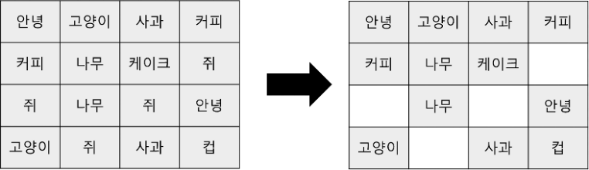 안녕 고양이 사과 커피
커피 나무 케이크 쥐
쥐 나무 쥐 안녕
고양이 쥐 사과 컵
안녕 고양이 사과 커피
커피 나무 케이크
나무 안녕
고양이 사과 컵